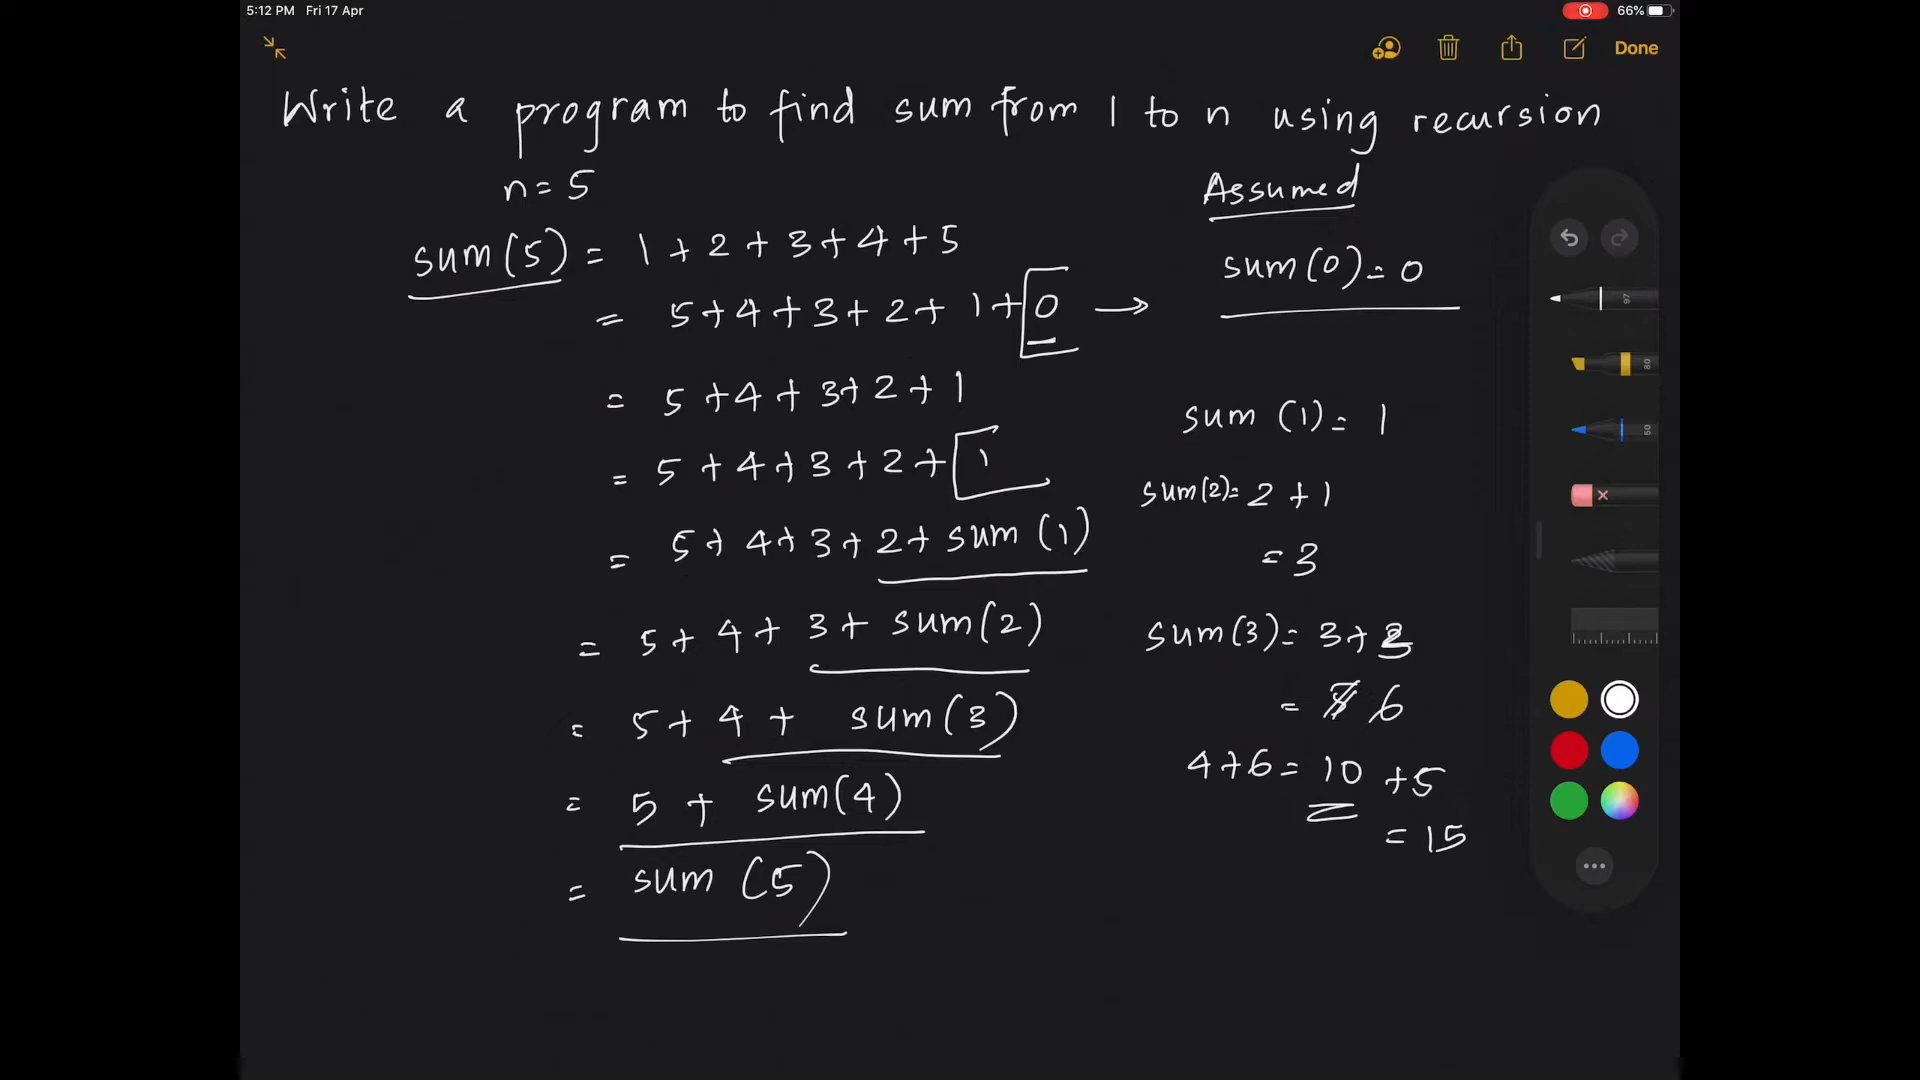 5:12 PM Fri 17 Apr
66%
Done
Write a program to find sum from 1 to n using recursion
n = 5
sum(5) = 1 + 2 + 3 + 4 + 5
= 5 + 4 + 3 + 2 + 1 + 0 →
= 5 + 4 + 3 + 2 + 1
= 5 + 4 + 3 + 2 + 1
= 5 + 4 + 3 + 2 + sum(1)
= 5 + 4 + 3 + sum(2)
= 5 + 4 + sum(3)
= 5 + sum(4)
= sum(5)
Assumed
sum(0) = 0
sum(1) = 1
sum(2) = 2 + 1
= 3
sum(3) = 3 + 3
= 6
4 + 6 = 10 + 5
= 15
97
80
50